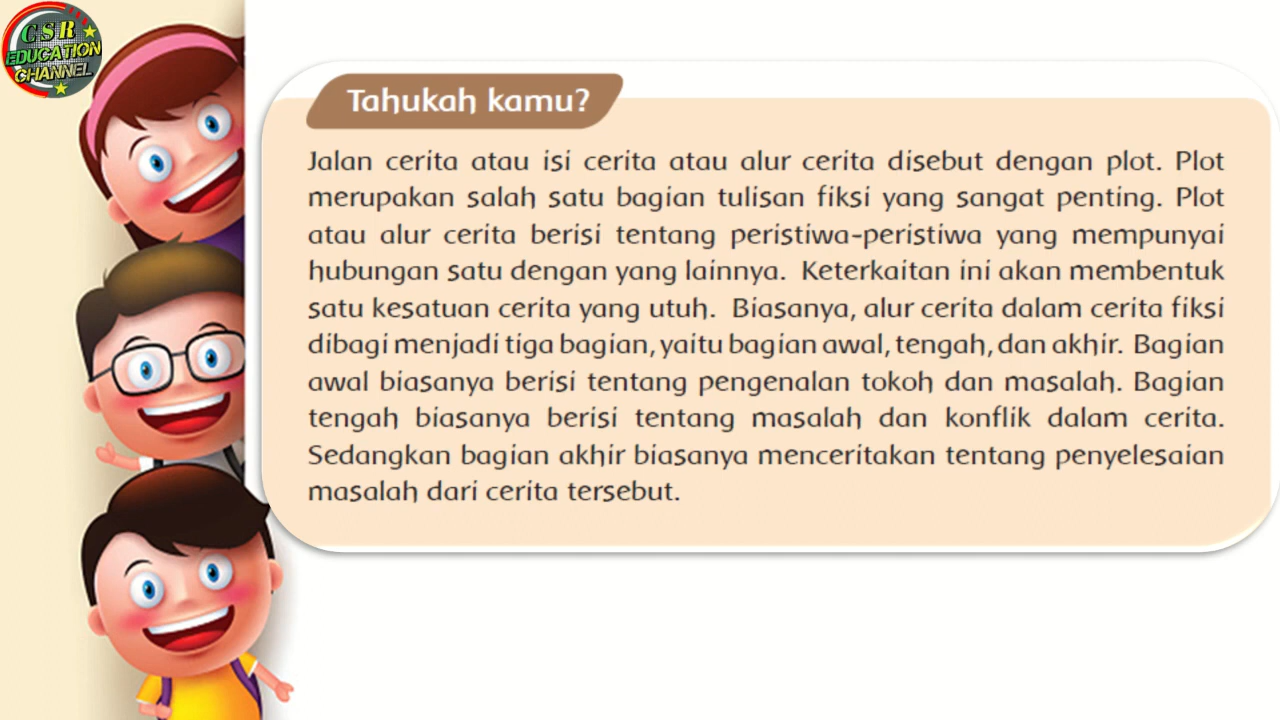 CSR
EDUCATION
CHANNEL
Tahukah kamu?
Jalan cerita atau isi cerita atau alur cerita disebut dengan plot. Plot
merupakan salah satu bagian tulisan fiksi yang sangat penting. Plot
atau alur cerita berisi tentang peristiwa-peristiwa yang mempunyai
hubungan satu dengan yang lainnya. Keterkaitan ini akan membentuk
satu kesatuan cerita yang utuh. Biasanya, alur cerita dalam cerita fiksi
dibagi menjadi tiga bagian, yaitu bagian awal, tengah, dan akhir. Bagian
awal biasanya berisi tentang pengenalan tokoh dan masalah. Bagian
tengah biasanya berisi tentang masalah dan konflik dalam cerita.
Sedangkan bagian akhir biasanya menceritakan tentang penyelesaian
masalah dari cerita tersebut.